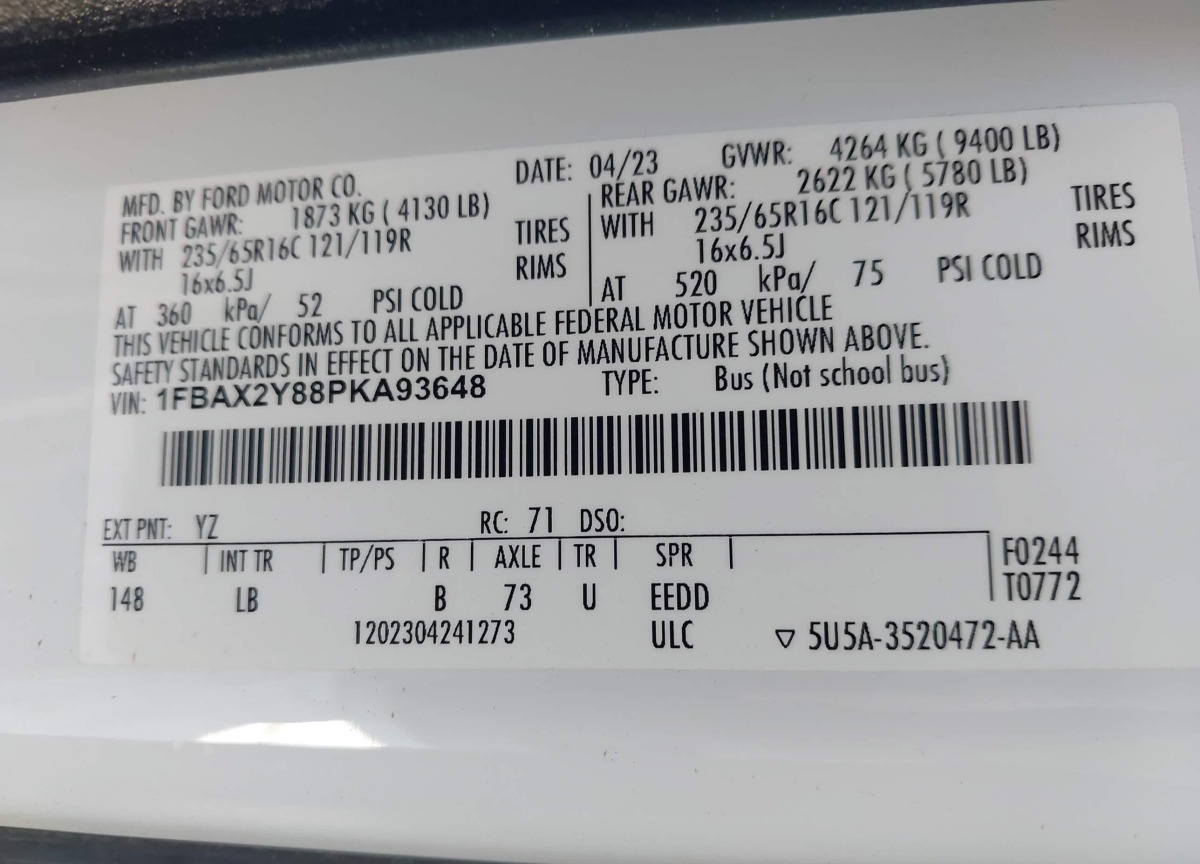 MFD. BY FORD MOTOR CO. DATE: 04/23 GVWR: 4264 KG ( 9400 LB)
FRONT GAWR: 1873 KG ( 4130 LB) REAR GAWR: 2622 KG ( 5780 LB)
WITH 235/65R16C 121/119R TIRES WITH 235/65R16C 121/119R TIRES
16x6.5J RIMS 16x6.5J RIMS
AT 360 kPa/ 52 PSI COLD AT 520 kPa/ 75 PSI COLD
THIS VEHICLE CONFORMS TO ALL APPLICABLE FEDERAL MOTOR VEHICLE
SAFETY STANDARDS IN EFFECT ON THE DATE OF MANUFACTURE SHOWN ABOVE.
VIN: 1FBAX2Y88PKA93648 TYPE: Bus (Not school bus)
EXT PNT: YZ RC: 71 DSO:
WB INT TR TP/PS R AXLE TR SPR F0244
148 LB B 73 U EEDD T0772
1202304241273 ULC ▽ 5U5A-3520472-AA